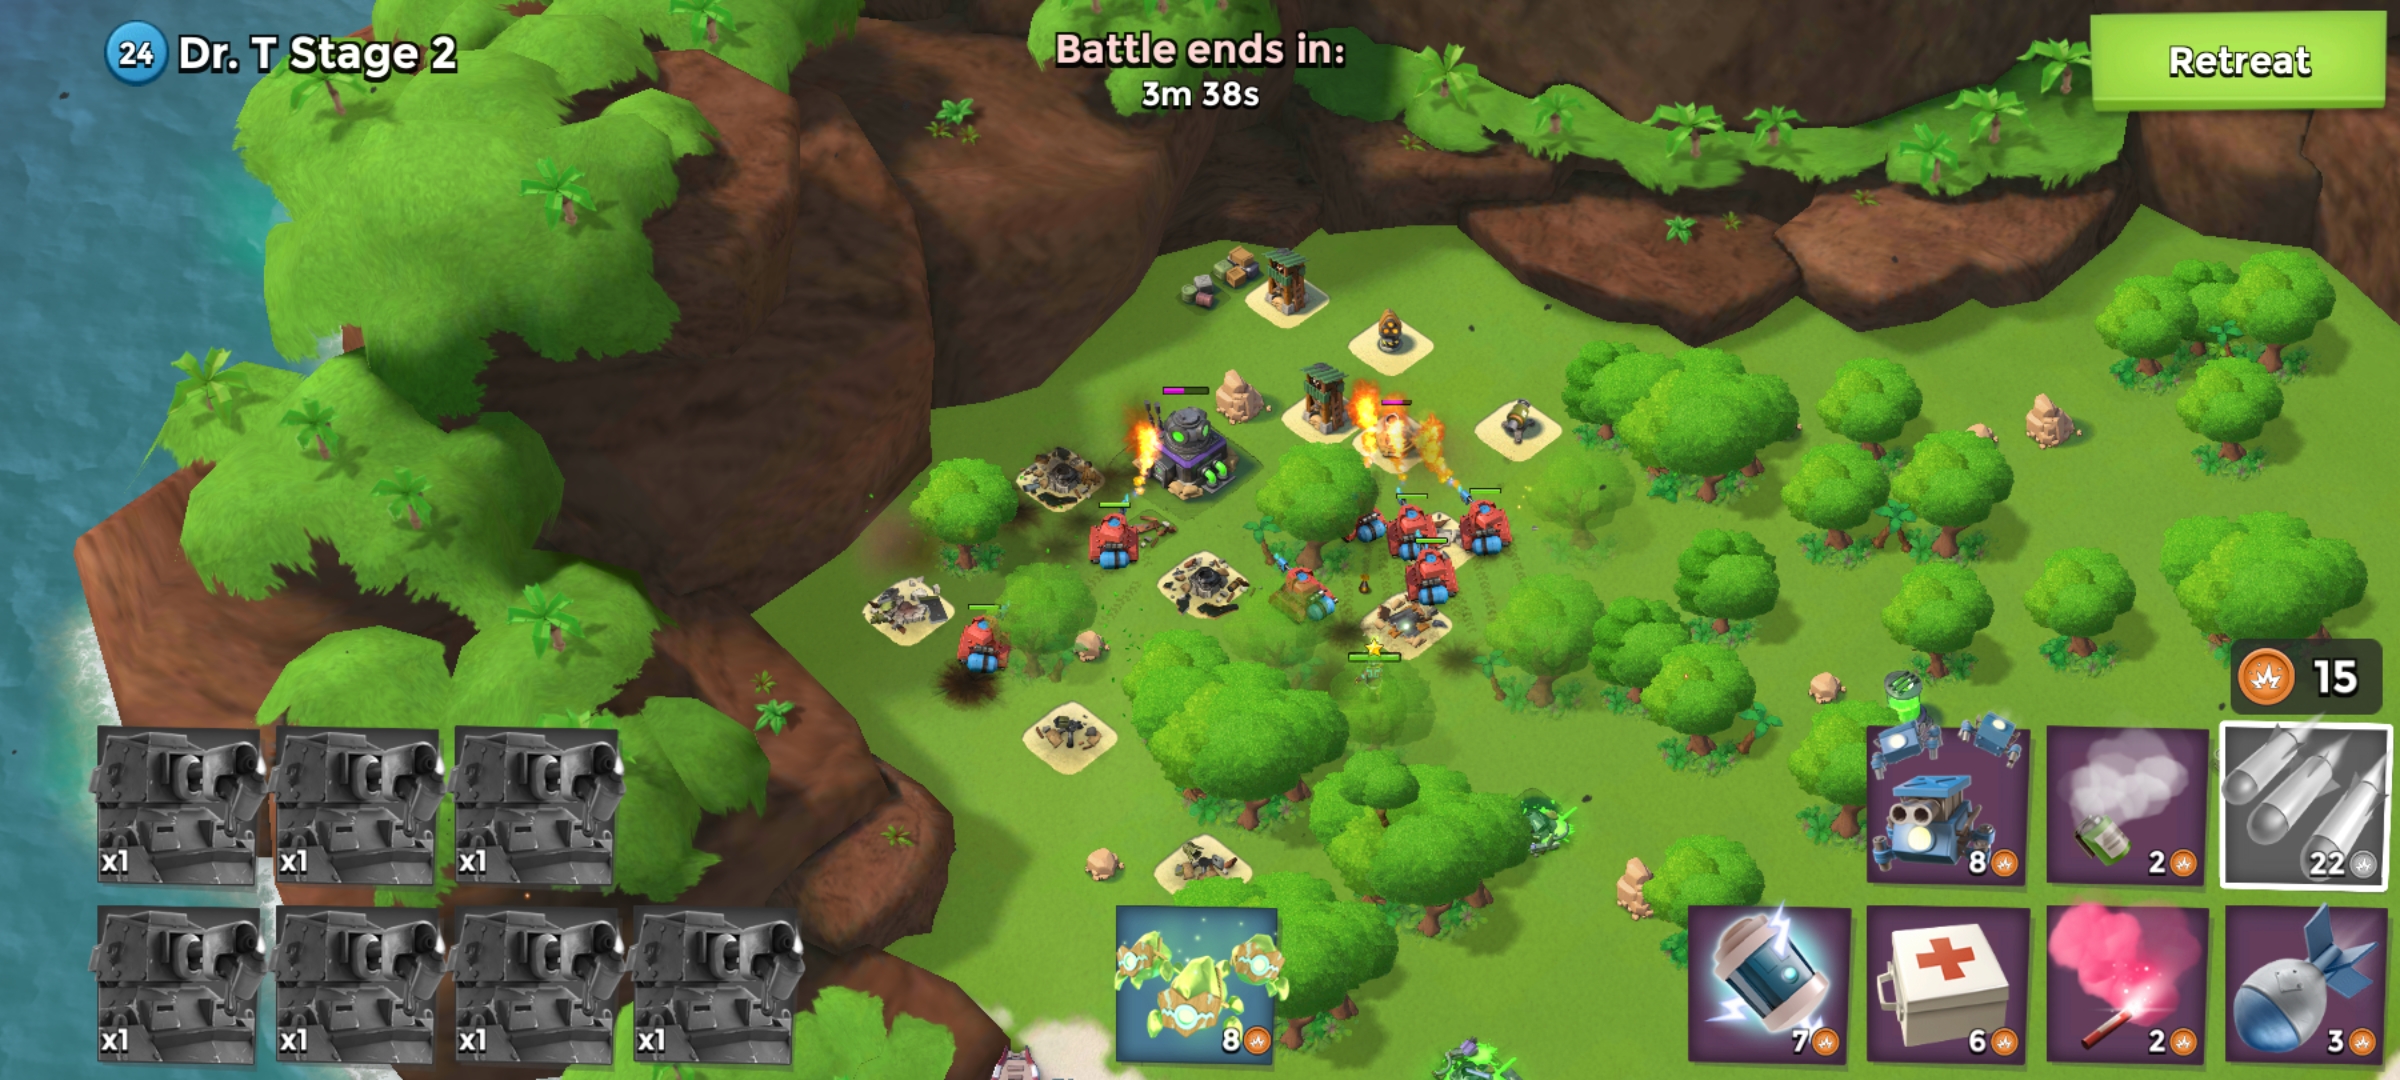 24 Dr. T Stage 2
Battle ends in:
3m 38s
Retreat
15
x1
x1
x1
8
2
22
x1
x1
x1
x1
8
7
6
2
3